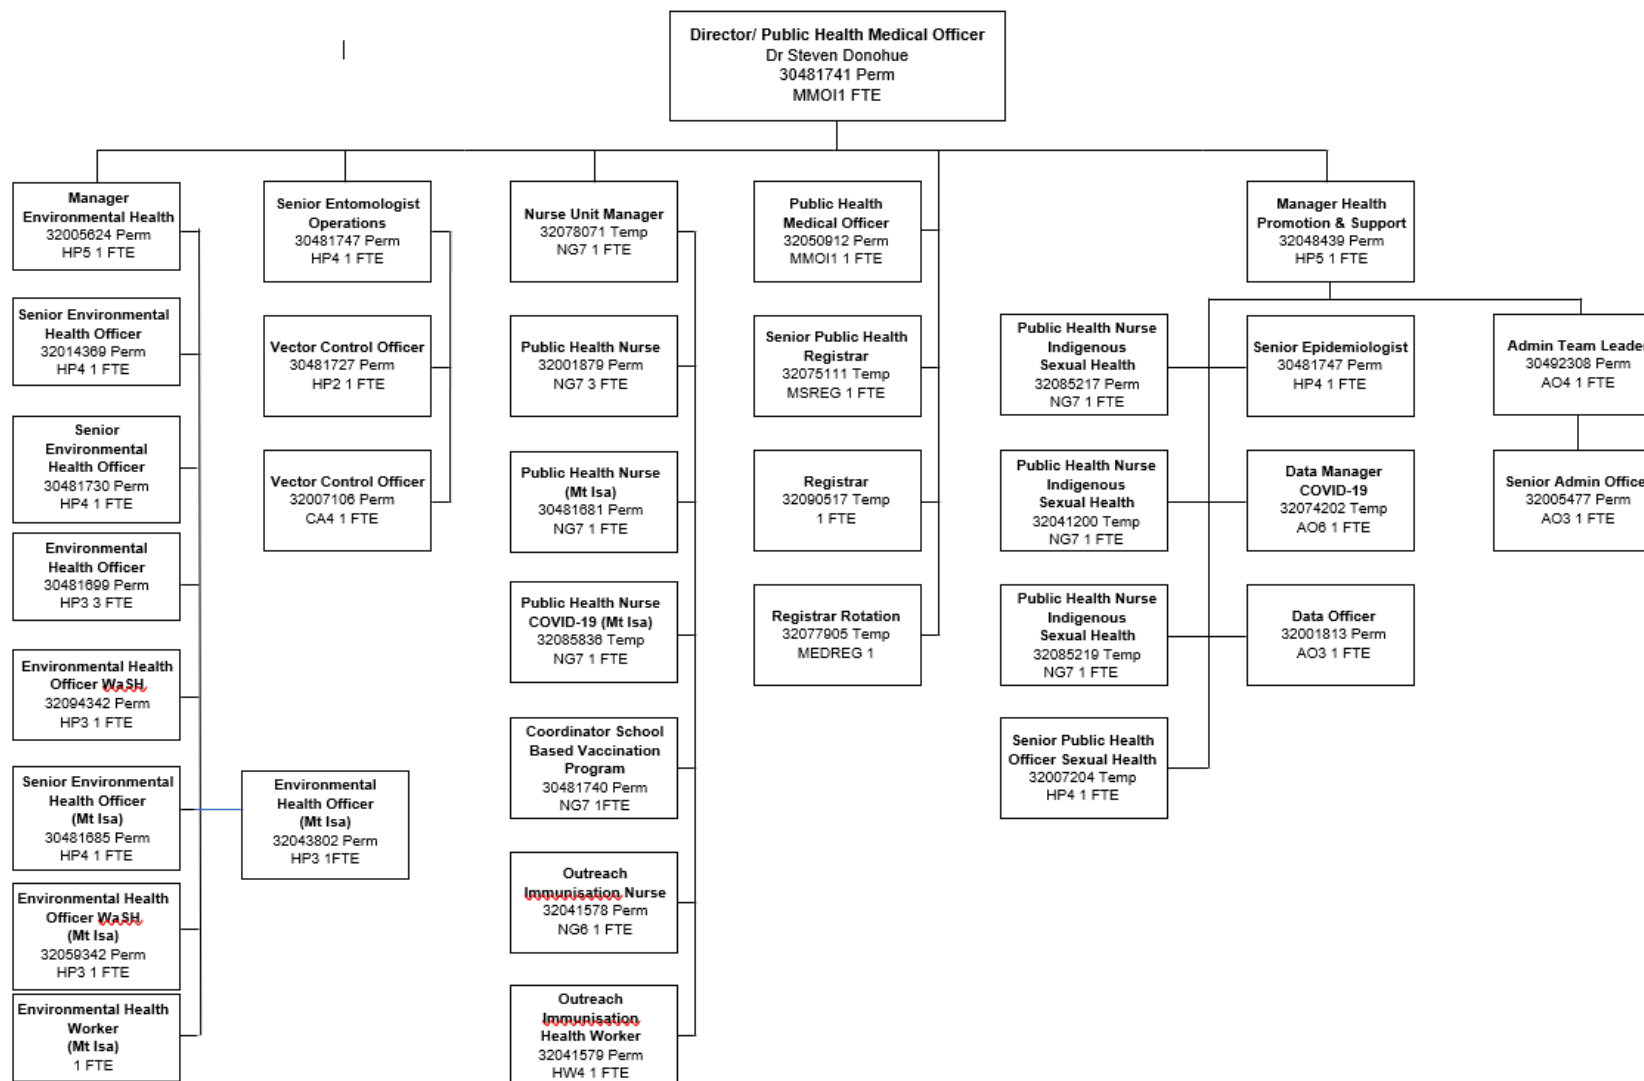 Director/ Public Health Medical Officer
Dr Steven Donohue
30481741 Perm
MMOI1 FTE
Manager
Environmental Health
32005624 Perm
HP5 1 FTE
Senior Environmental
Health Officer
32014369 Perm
HP4 1 FTE
Senior
Environmental
Health Officer
30481730 Perm
HP4 1 FTE
Environmental
Health Officer
30481699 Perm
HP3 3 FTE
Environmental Health
Officer WaSH
32094342 Perm
HP3 1 FTE
Senior Environmental
Health Officer
(Mt Isa)
30481685 Perm
HP4 1 FTE
Environmental
Health Officer
(Mt Isa)
32043802 Perm
HP3 1FTE
Environmental Health
Officer WaSH
(Mt Isa)
32059342 Perm
HP3 1 FTE
Environmental Health
Worker
(Mt Isa)
1 FTE
Senior Entomologist
Operations
30481747 Perm
HP4 1 FTE
Vector Control Officer
30481727 Perm
HP2 1 FTE
Vector Control Officer
32007106 Perm
CA4 1 FTE
Nurse Unit Manager
32078071 Temp
NG7 1 FTE
Public Health Nurse
32001879 Perm
NG7 3 FTE
Public Health Nurse
(Mt Isa)
30481681 Perm
NG7 1 FTE
Public Health Nurse
COVID-19 (Mt Isa)
32085836 Temp
NG7 1 FTE
Coordinator School
Based Vaccination
Program
30481740 Perm
NG7 1FTE
Outreach
Immunisation Nurse
32041578 Perm
NG6 1 FTE
Outreach
Immunisation
Health Worker
32041579 Perm
HW4 1 FTE
Public Health
Medical Officer
32050912 Perm
MMOI1 1 FTE
Senior Public Health
Registrar
32075111 Temp
MSREG 1 FTE
Registrar
32090517 Temp
1 FTE
Registrar Rotation
32077905 Temp
MEDREG 1
Manager Health
Promotion & Support
32048439 Perm
HP5 1 FTE
Public Health Nurse
Indigenous
Sexual Health
32085217 Perm
NG7 1 FTE
Public Health Nurse
Indigenous
Sexual Health
32041200 Temp
NG7 1 FTE
Public Health Nurse
Indigenous
Sexual Health
32085219 Temp
NG7 1 FTE
Senior Public Health
Officer Sexual Health
32007204 Temp
HP4 1 FTE
Senior Epidemiologist
30481747 Perm
HP4 1 FTE
Data Manager
COVID-19
32074202 Temp
AO6 1 FTE
Data Officer
32001813 Perm
AO3 1 FTE
Admin Team Leade
30492308 Perm
AO4 1 FTE
Senior Admin Office
32005477 Perm
AO3 1 FTE